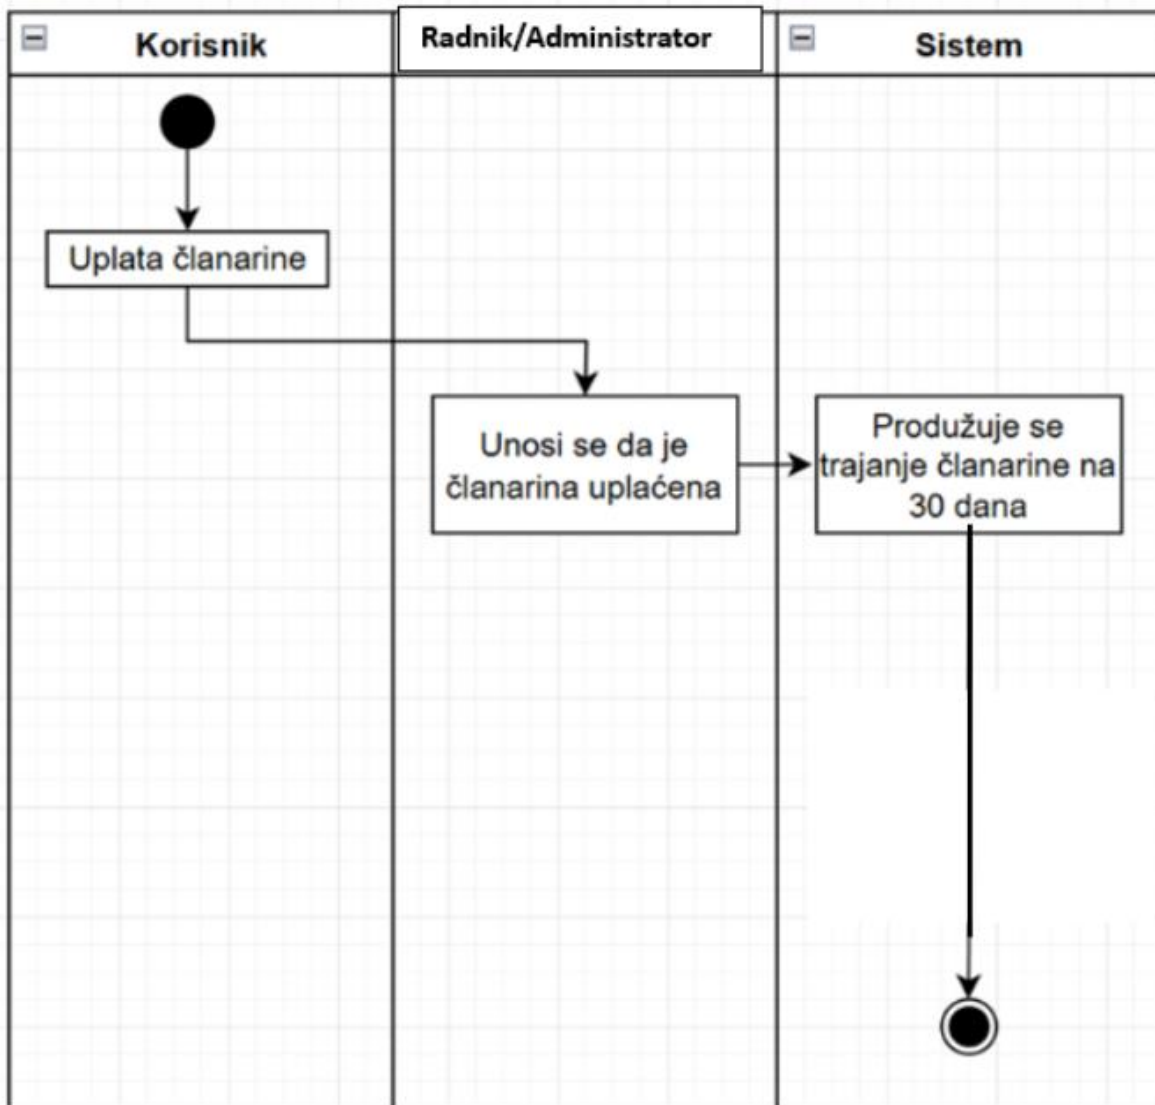 Korisnik
Radnik/Administrator
Sistem
Uplata članarine
Unosi se da je
članarina uplaćena
Produžuje se
trajanje članarine na
30 dana